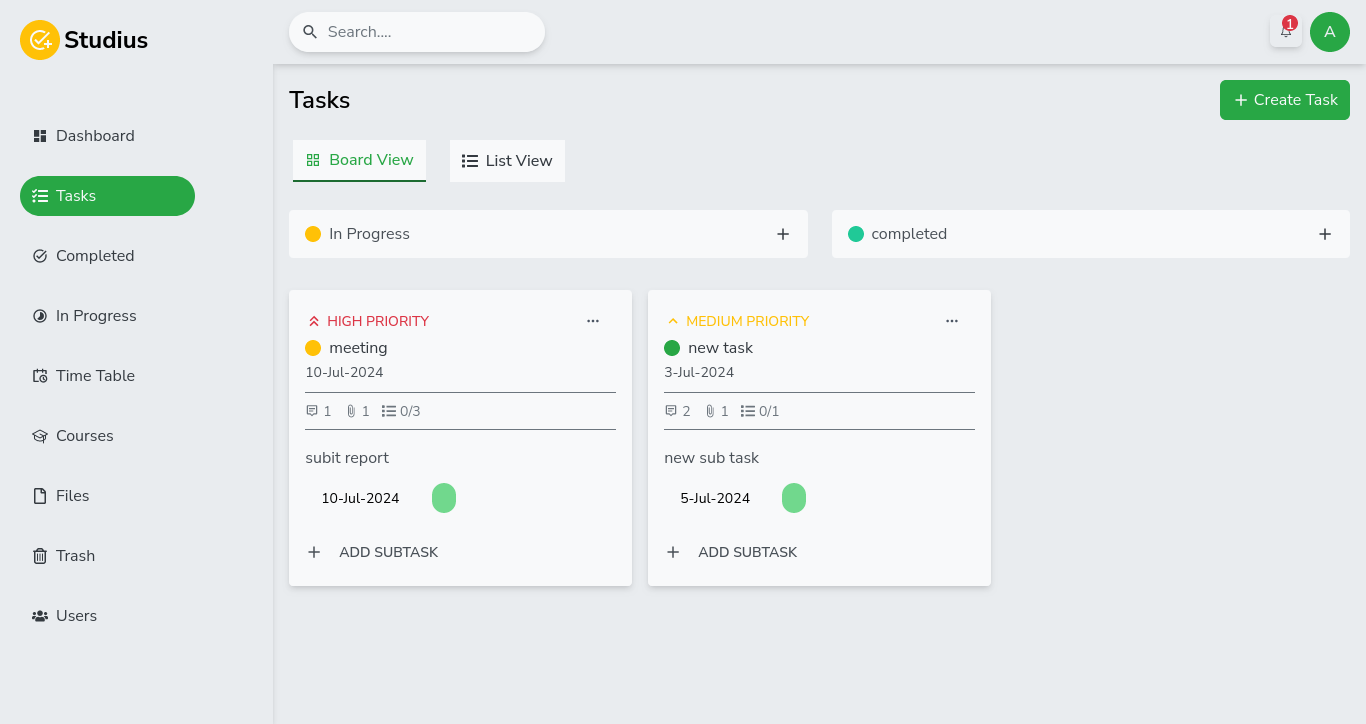 Studius
Search....
1
A
Dashboard
Tasks
Completed
In Progress
Time Table
Courses
Files
Trash
Users
Tasks
Create Task
Board View
List View
In Progress
completed
HIGH PRIORITY
meeting
10-Jul-2024
1 1 0/3
subit report
10-Jul-2024
ADD SUBTASK
MEDIUM PRIORITY
new task
3-Jul-2024
2 1 0/1
new sub task
5-Jul-2024
ADD SUBTASK